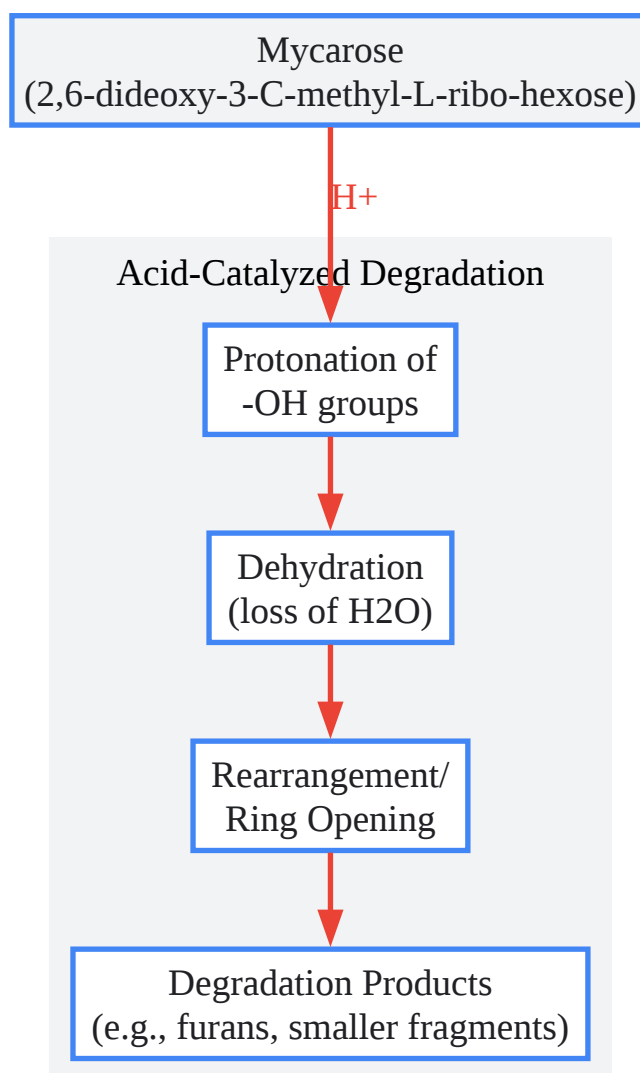 Mycarose
(2,6-dideoxy-3-C-methyl-L-ribo-hexose)
H+
Acid-Catalyzed Degradation
Protonation of
-OH groups
Dehydration
(loss of H2O)
Rearrangement/
Ring Opening
Degradation Products
(e.g., furans, smaller fragments)